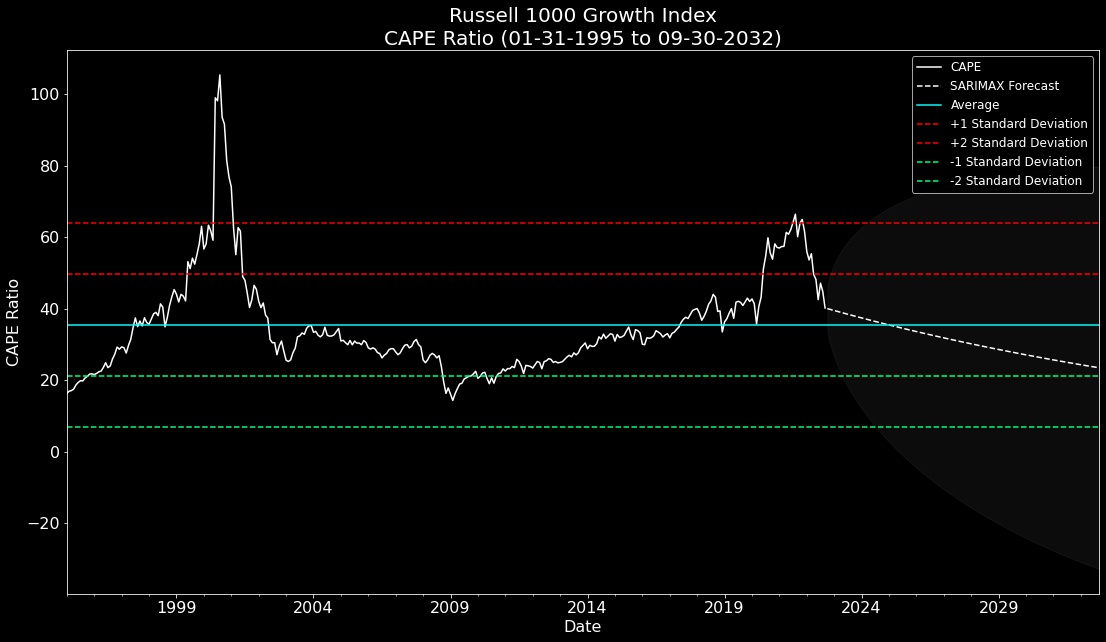 Russell 1000 Growth Index
CAPE Ratio (01-31-1995 to 09-30-2032)
CAPE
SARIMAX Forecast
Average
+1 Standard Deviation
+2 Standard Deviation
-1 Standard Deviation
-2 Standard Deviation
100
80
60
40
20
0
−20
CAPE Ratio
1999 2004 2009 2014 2019 2024 2029
Date